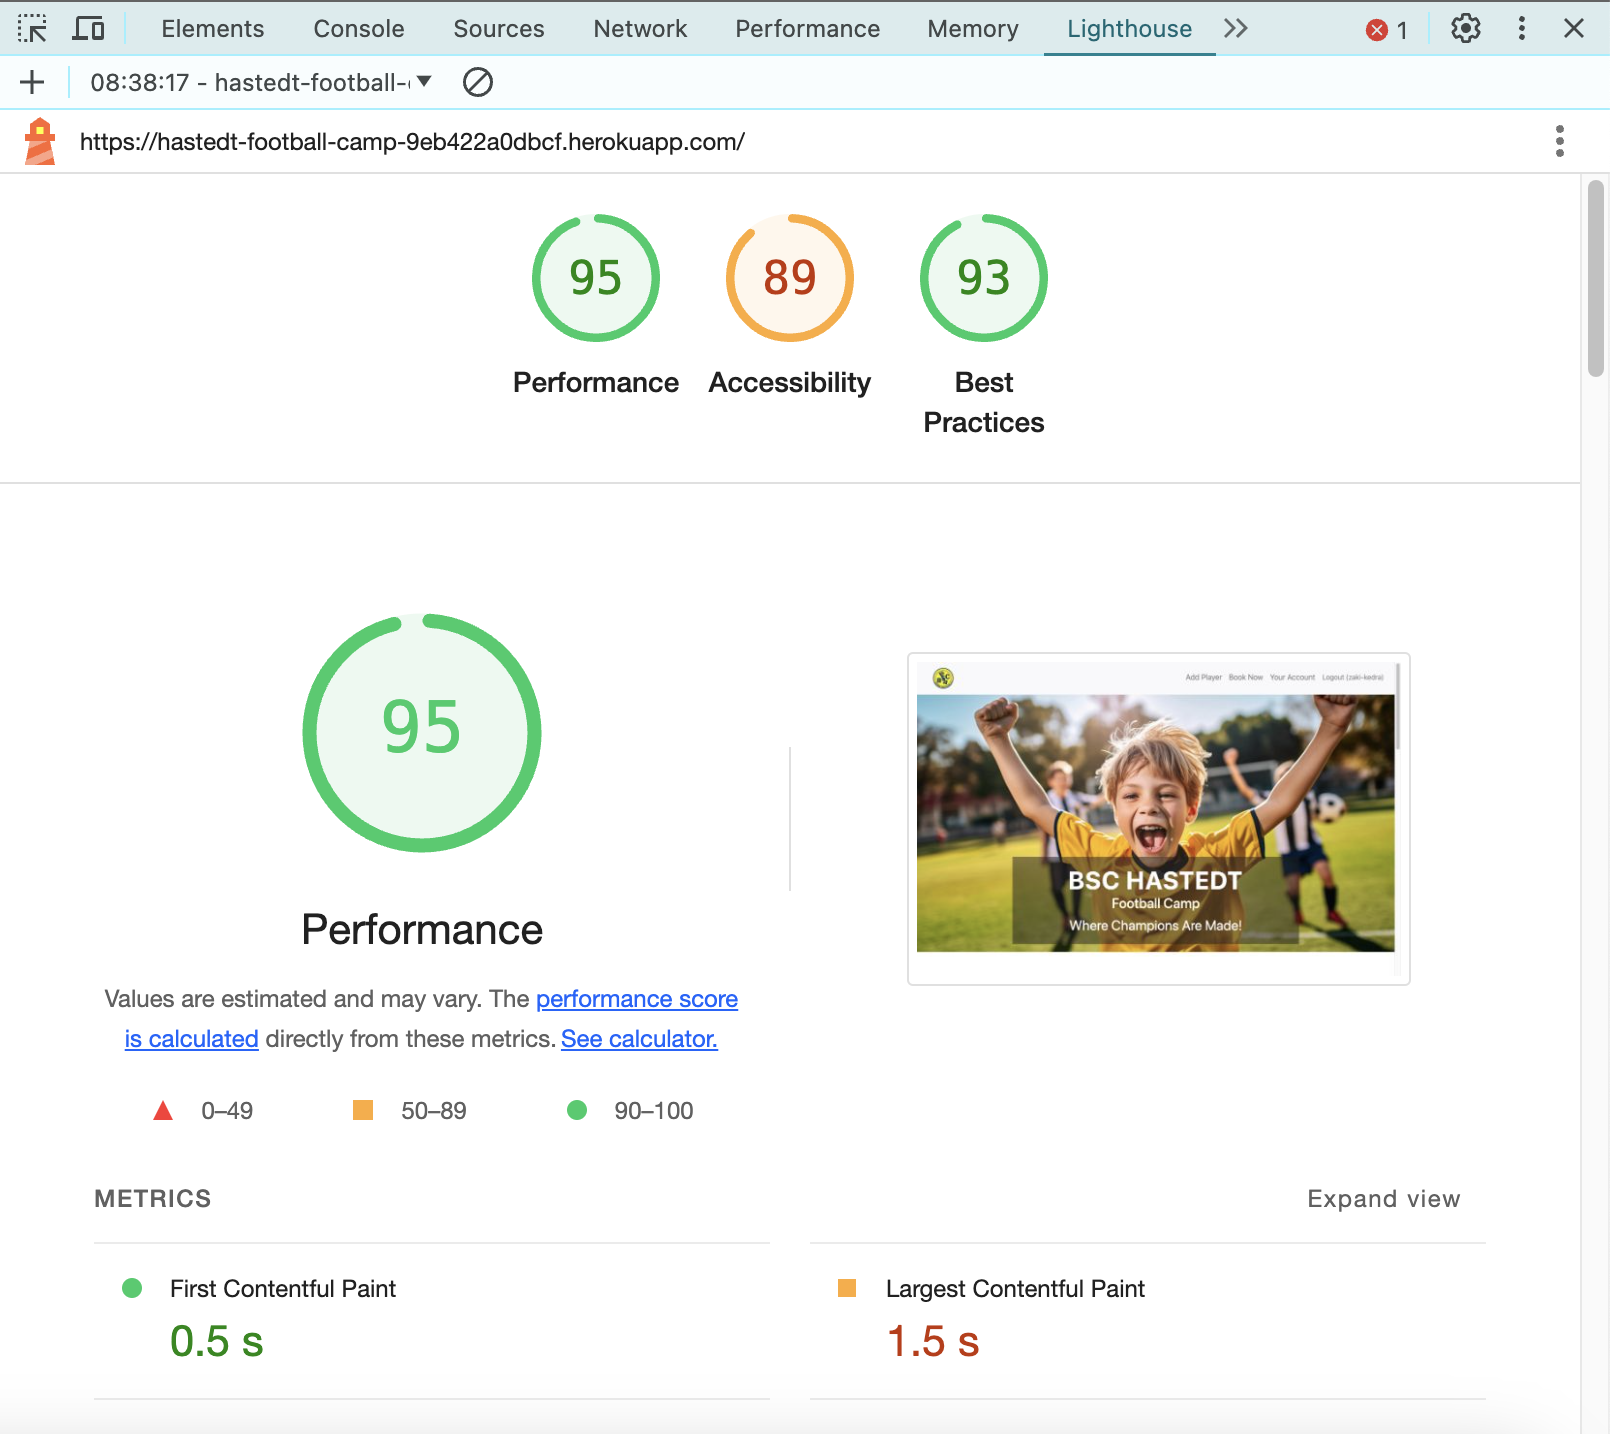 Elements Console Sources Network Performance Memory Lighthouse 1
08:38:17 - hastedt-football-
https://hastedt-football-camp-9eb422a0dbcf.herokuapp.com/
95 89 93
Performance Accessibility Best
Practices
95
Add Player Book Now Your Account Logout (zaki-kedra)
BSC HASTEDT
Football Camp
Where Champions Are Made!
Performance
Values are estimated and may vary. The performance score
is calculated directly from these metrics. See calculator.
0–49 50–89 90–100
METRICS Expand view
First Contentful Paint Largest Contentful Paint
0.5 s 1.5 s